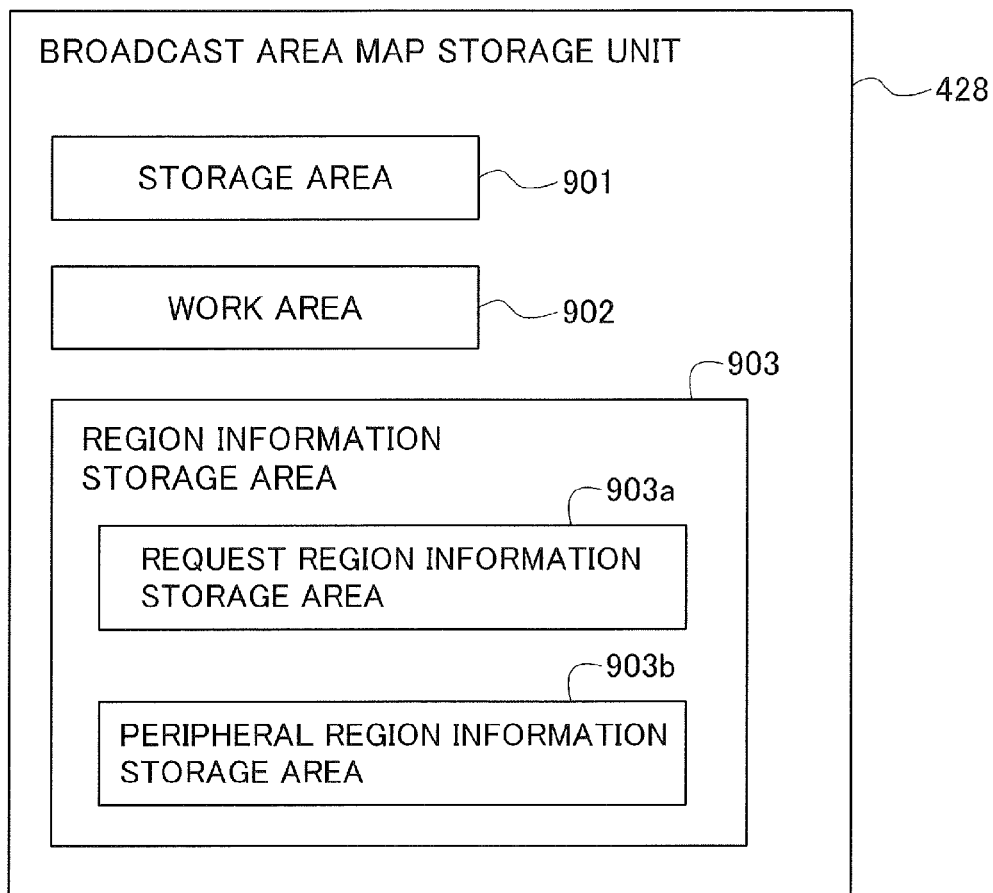 BROADCAST AREA MAP STORAGE UNIT
428
STORAGE AREA
901
WORK AREA
902
903
REGION INFORMATION
STORAGE AREA
903a
REQUEST REGION INFORMATION
STORAGE AREA
903b
PERIPHERAL REGION INFORMATION
STORAGE AREA